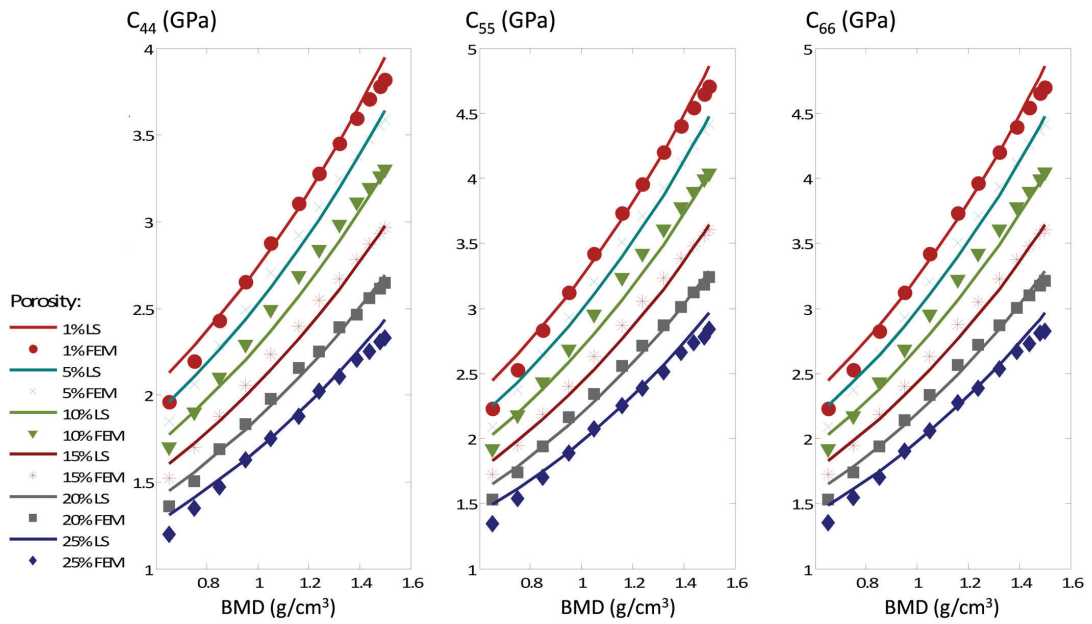 C44 (GPa)
C55 (GPa)
C66 (GPa)
4
3.5
3
2.5
2
1.5
1
5
4.5
4
3.5
3
2.5
2
1.5
1
5
4.5
4
3.5
3
2.5
2
1.5
1
Porosity:
1% LS
1% FEM
5% LS
5% FEM
10% LS
10% FEM
15% LS
15% FEM
20% LS
20% FEM
25% LS
25% FEM
0.8 1 1.2 1.4 1.6
0.8 1 1.2 1.4 1.6
0.8 1 1.2 1.4 1.6
BMD (g/cm³)
BMD (g/cm³)
BMD (g/cm³)